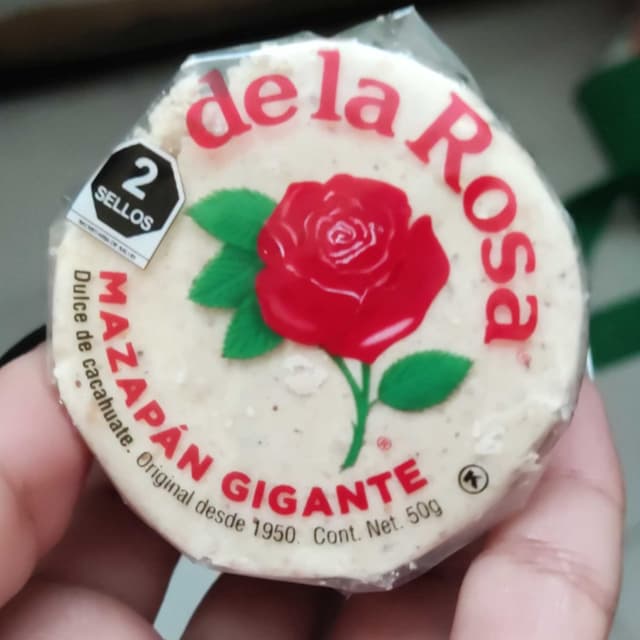 de la Rosa
2
SELLOS
MAZAPÁN GIGANTE
Dulce de cacahuate. Original desde 1950. Cont. Net. 50g
K